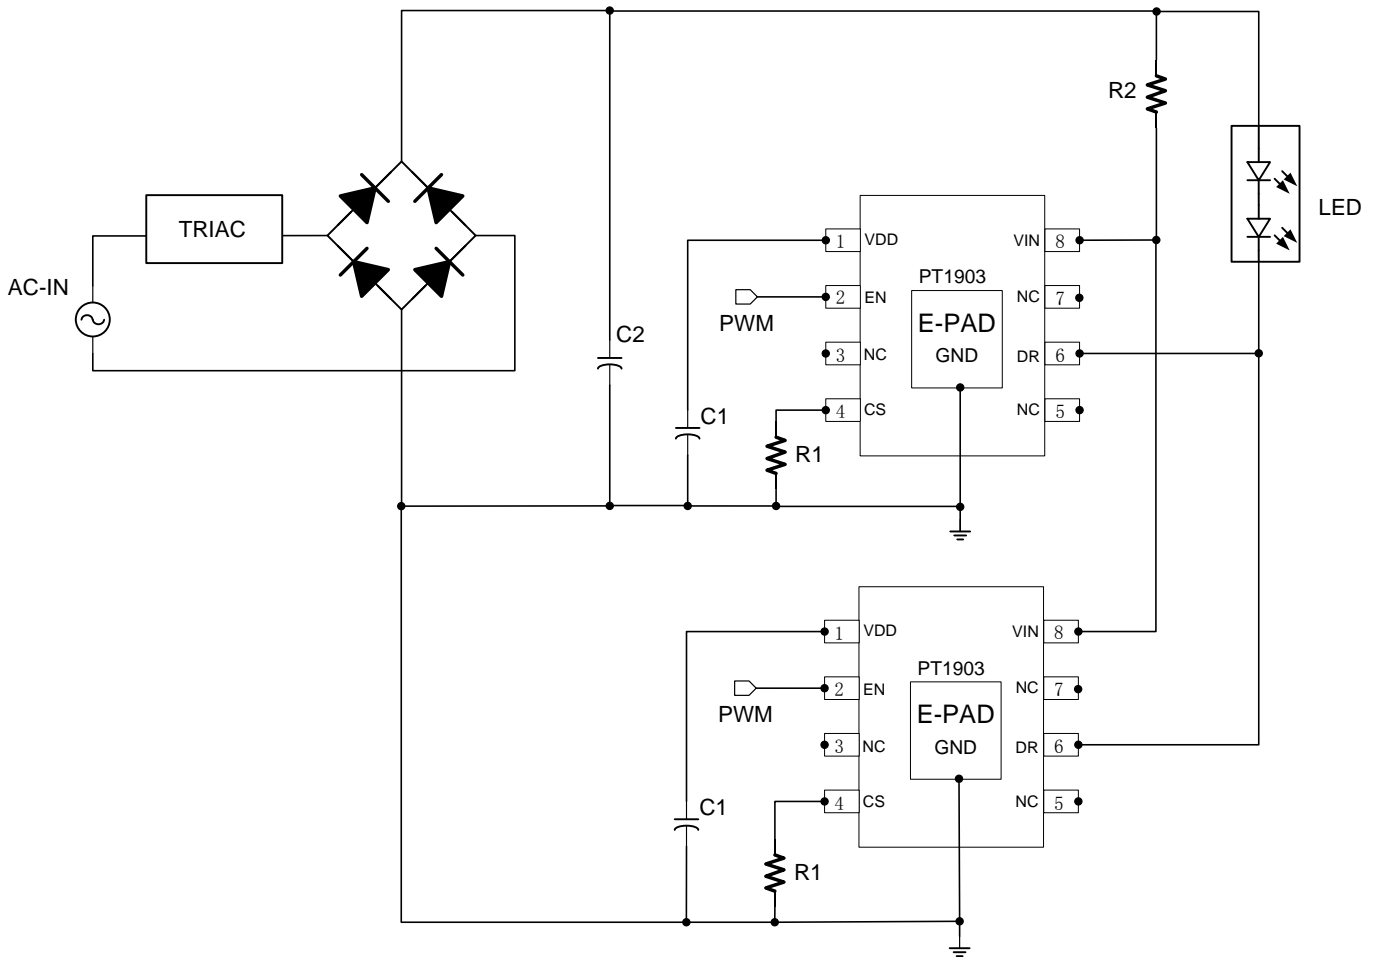 R2
LED
TRIAC
AC-IN
C2
PT1903
E-PAD
GND
1 VDD
2 EN
3 NC
4 CS
VIN 8
NC 7
DR 6
NC 5
PWM
C1
R1
PT1903
E-PAD
GND
1 VDD
2 EN
3 NC
4 CS
VIN 8
NC 7
DR 6
NC 5
PWM
C1
R1